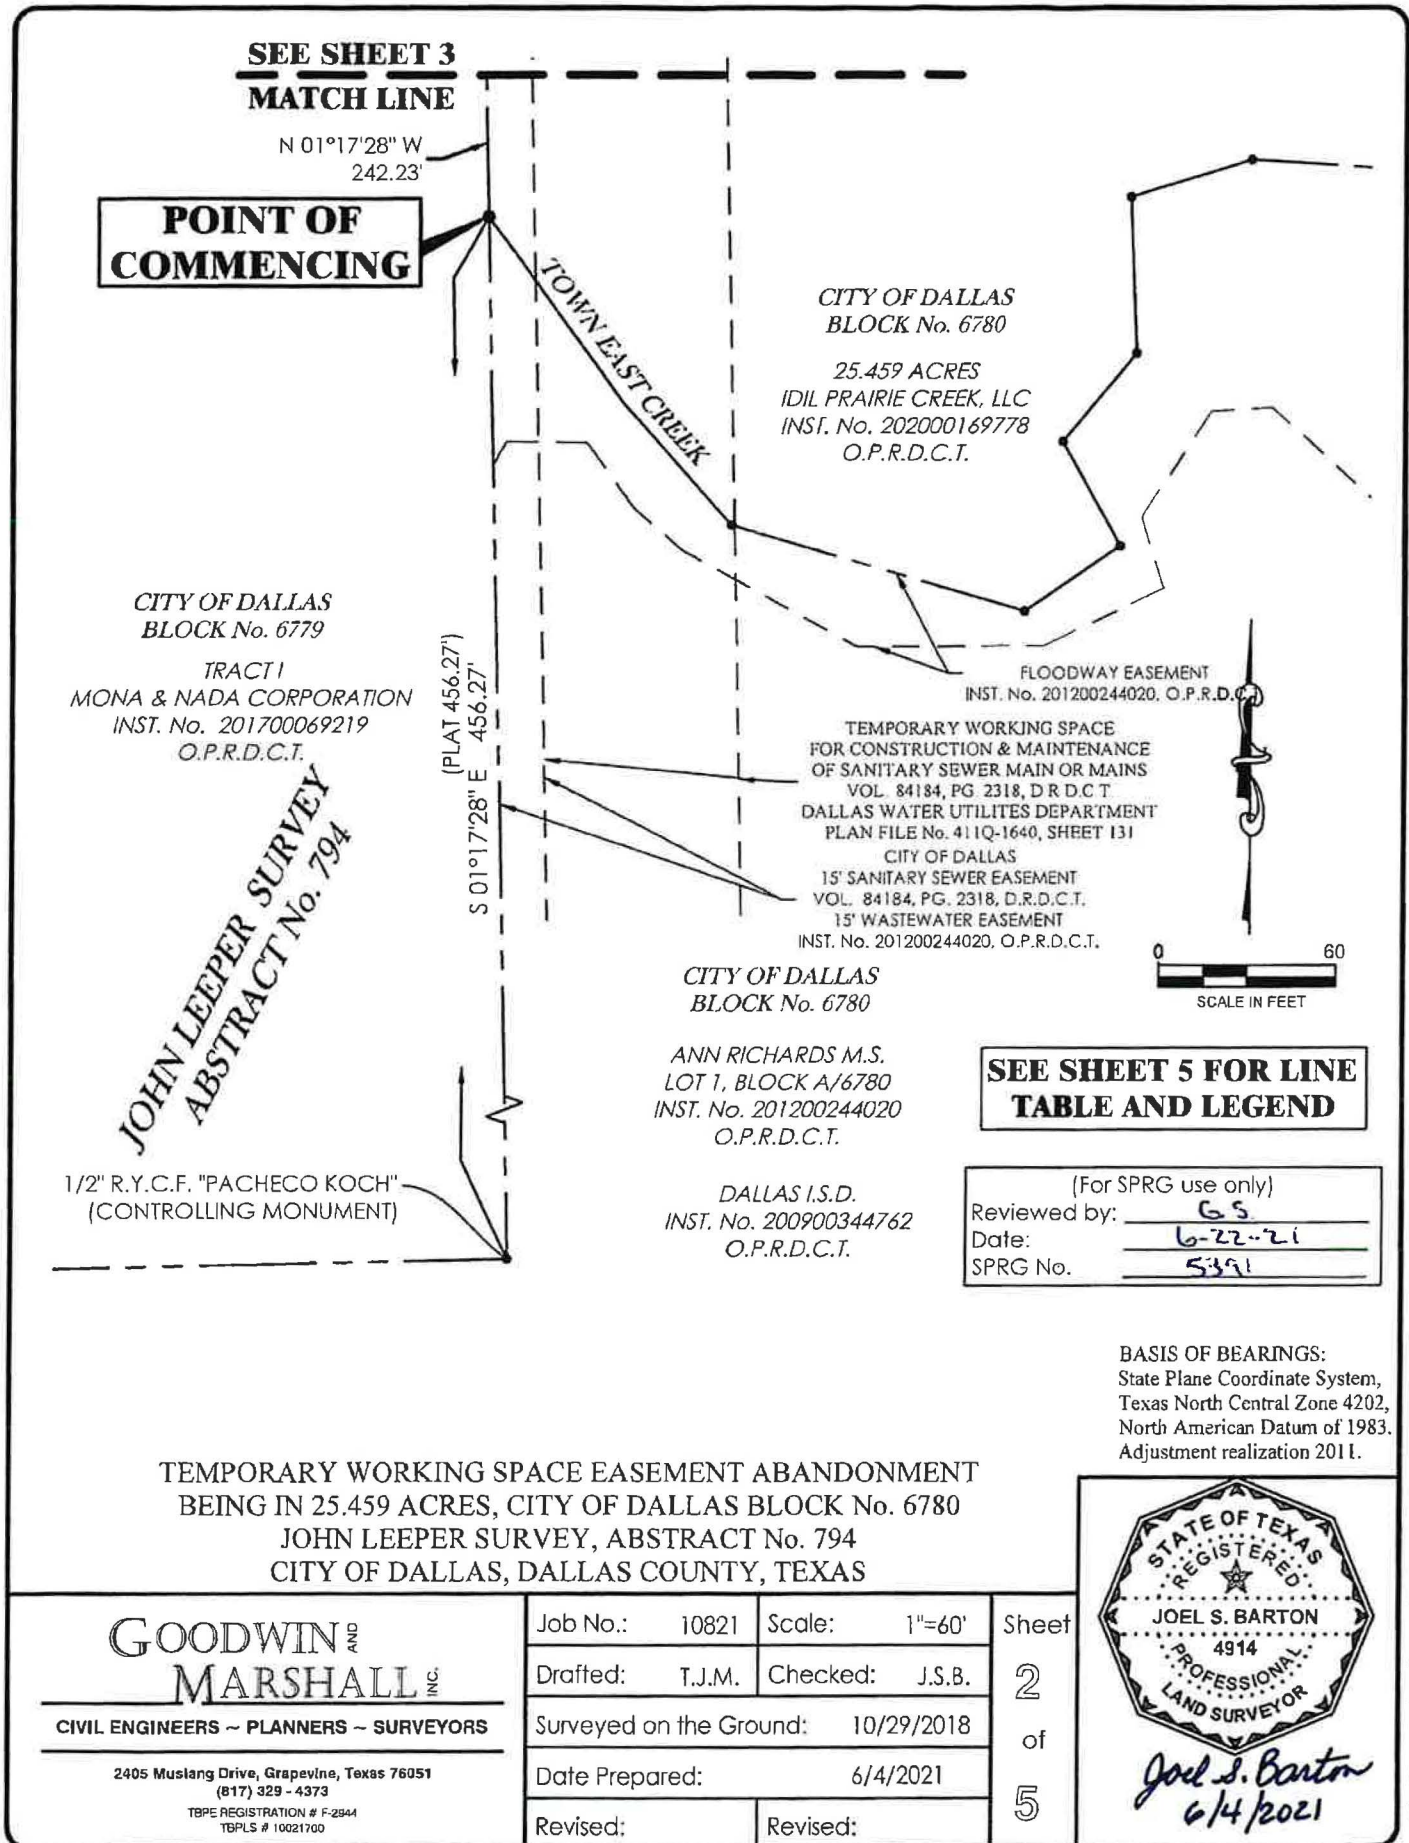 SEE SHEET 3
MATCH LINE
N 01°17'28" W
242.23'
POINT OF
COMMENCING
TOWN EAST CREEK
CITY OF DALLAS
BLOCK No. 6780
25.459 ACRES
IDIL PRAIRIE CREEK, LLC
INST. No. 202000169778
O.P.R.D.C.T.
CITY OF DALLAS
BLOCK No. 6779
TRACT I
MONA & NADA CORPORATION
INST. No. 201700069219
O.P.R.D.C.T.
(PLAT 456.27')
S 01°17'28" E 456.27'
JOHN LEEPER SURVEY
ABSTRACT No. 794
FLOODWAY EASEMENT
INST. No. 201200244020, O.P.R.D.C
TEMPORARY WORKING SPACE
FOR CONSTRUCTION & MAINTENANCE
OF SANITARY SEWER MAIN OR MAINS
VOL. 84184, PG. 2318, D R D.C T
DALLAS WATER UTILITES DEPARTMENT
PLAN FILE No. 411Q-1640, SHEET 131
CITY OF DALLAS
15' SANITARY SEWER EASEMENT
VOL. 84184, PG. 2318, D.R.D.C.T.
15' WASTEWATER EASEMENT
INST. No. 201200244020, O.P.R.D.C.T.
0 60
SCALE IN FEET
CITY OF DALLAS
BLOCK No. 6780
ANN RICHARDS M.S.
LOT 1, BLOCK A/6780
INST. No. 201200244020
O.P.R.D.C.T.
DALLAS I.S.D.
INST. No. 200900344762
O.P.R.D.C.T.
SEE SHEET 5 FOR LINE
TABLE AND LEGEND
1/2" R.Y.C.F. "PACHECO KOCH"
(CONTROLLING MONUMENT)
(For SPRG use only)
Reviewed by: G S.
Date: 6-22-21
SPRG No. 5391
BASIS OF BEARINGS:
State Plane Coordinate System,
Texas North Central Zone 4202,
North American Datum of 1983.
Adjustment realization 2011.
TEMPORARY WORKING SPACE EASEMENT ABANDONMENT
BEING IN 25.459 ACRES, CITY OF DALLAS BLOCK No. 6780
JOHN LEEPER SURVEY, ABSTRACT No. 794
CITY OF DALLAS, DALLAS COUNTY, TEXAS
GOODWIN AND
MARSHALL INC.
CIVIL ENGINEERS ~ PLANNERS ~ SURVEYORS
2405 Mustang Drive, Grapevine, Texas 76051
(817) 329 - 4373
TBPE REGISTRATION # F-2944
TBPLS # 10021700
Job No.: 10821 Scale: 1"=60'
Drafted: T.J.M. Checked: J.S.B.
Surveyed on the Ground: 10/29/2018
Date Prepared: 6/4/2021
Revised: Revised:
Sheet
2
of
5
STATE OF TEXAS
REGISTERED
JOEL S. BARTON
4914
PROFESSIONAL
LAND SURVEYOR
Joel S. Barton
6/4/2021